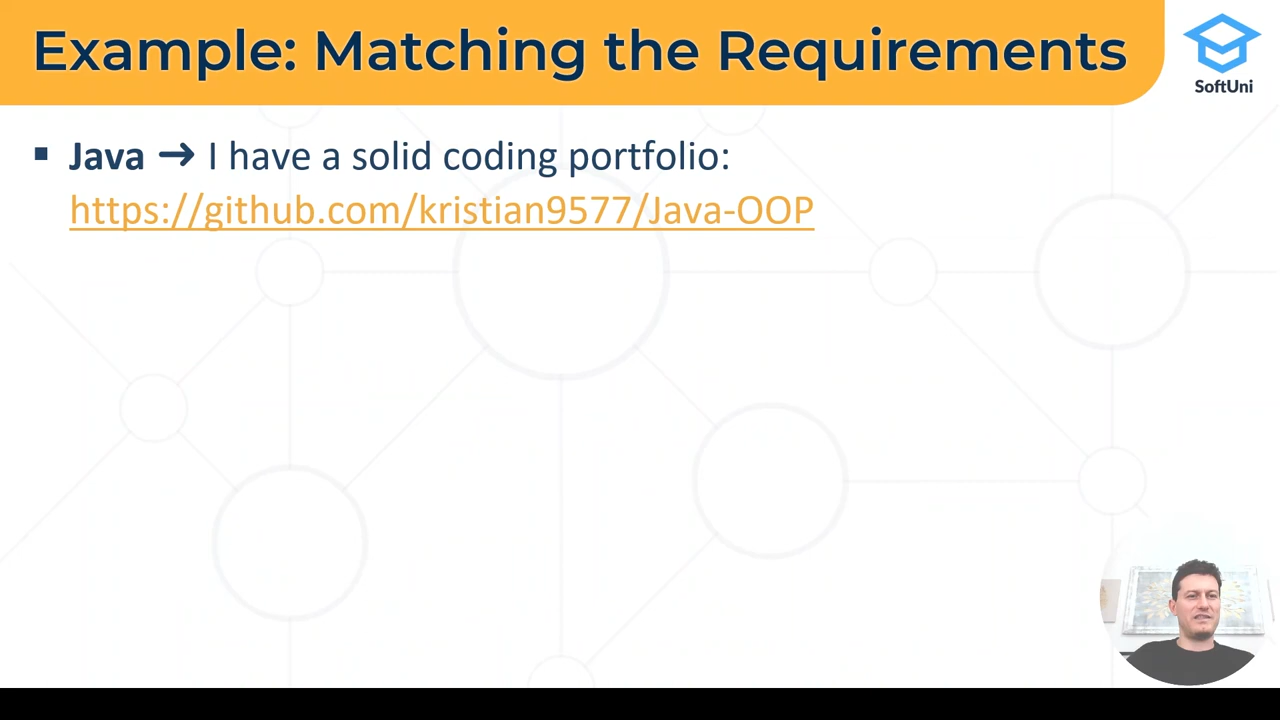 Example: Matching the Requirements
SoftUni
▪ Java ➔ I have a solid coding portfolio:
https://github.com/kristian9577/Java-OOP